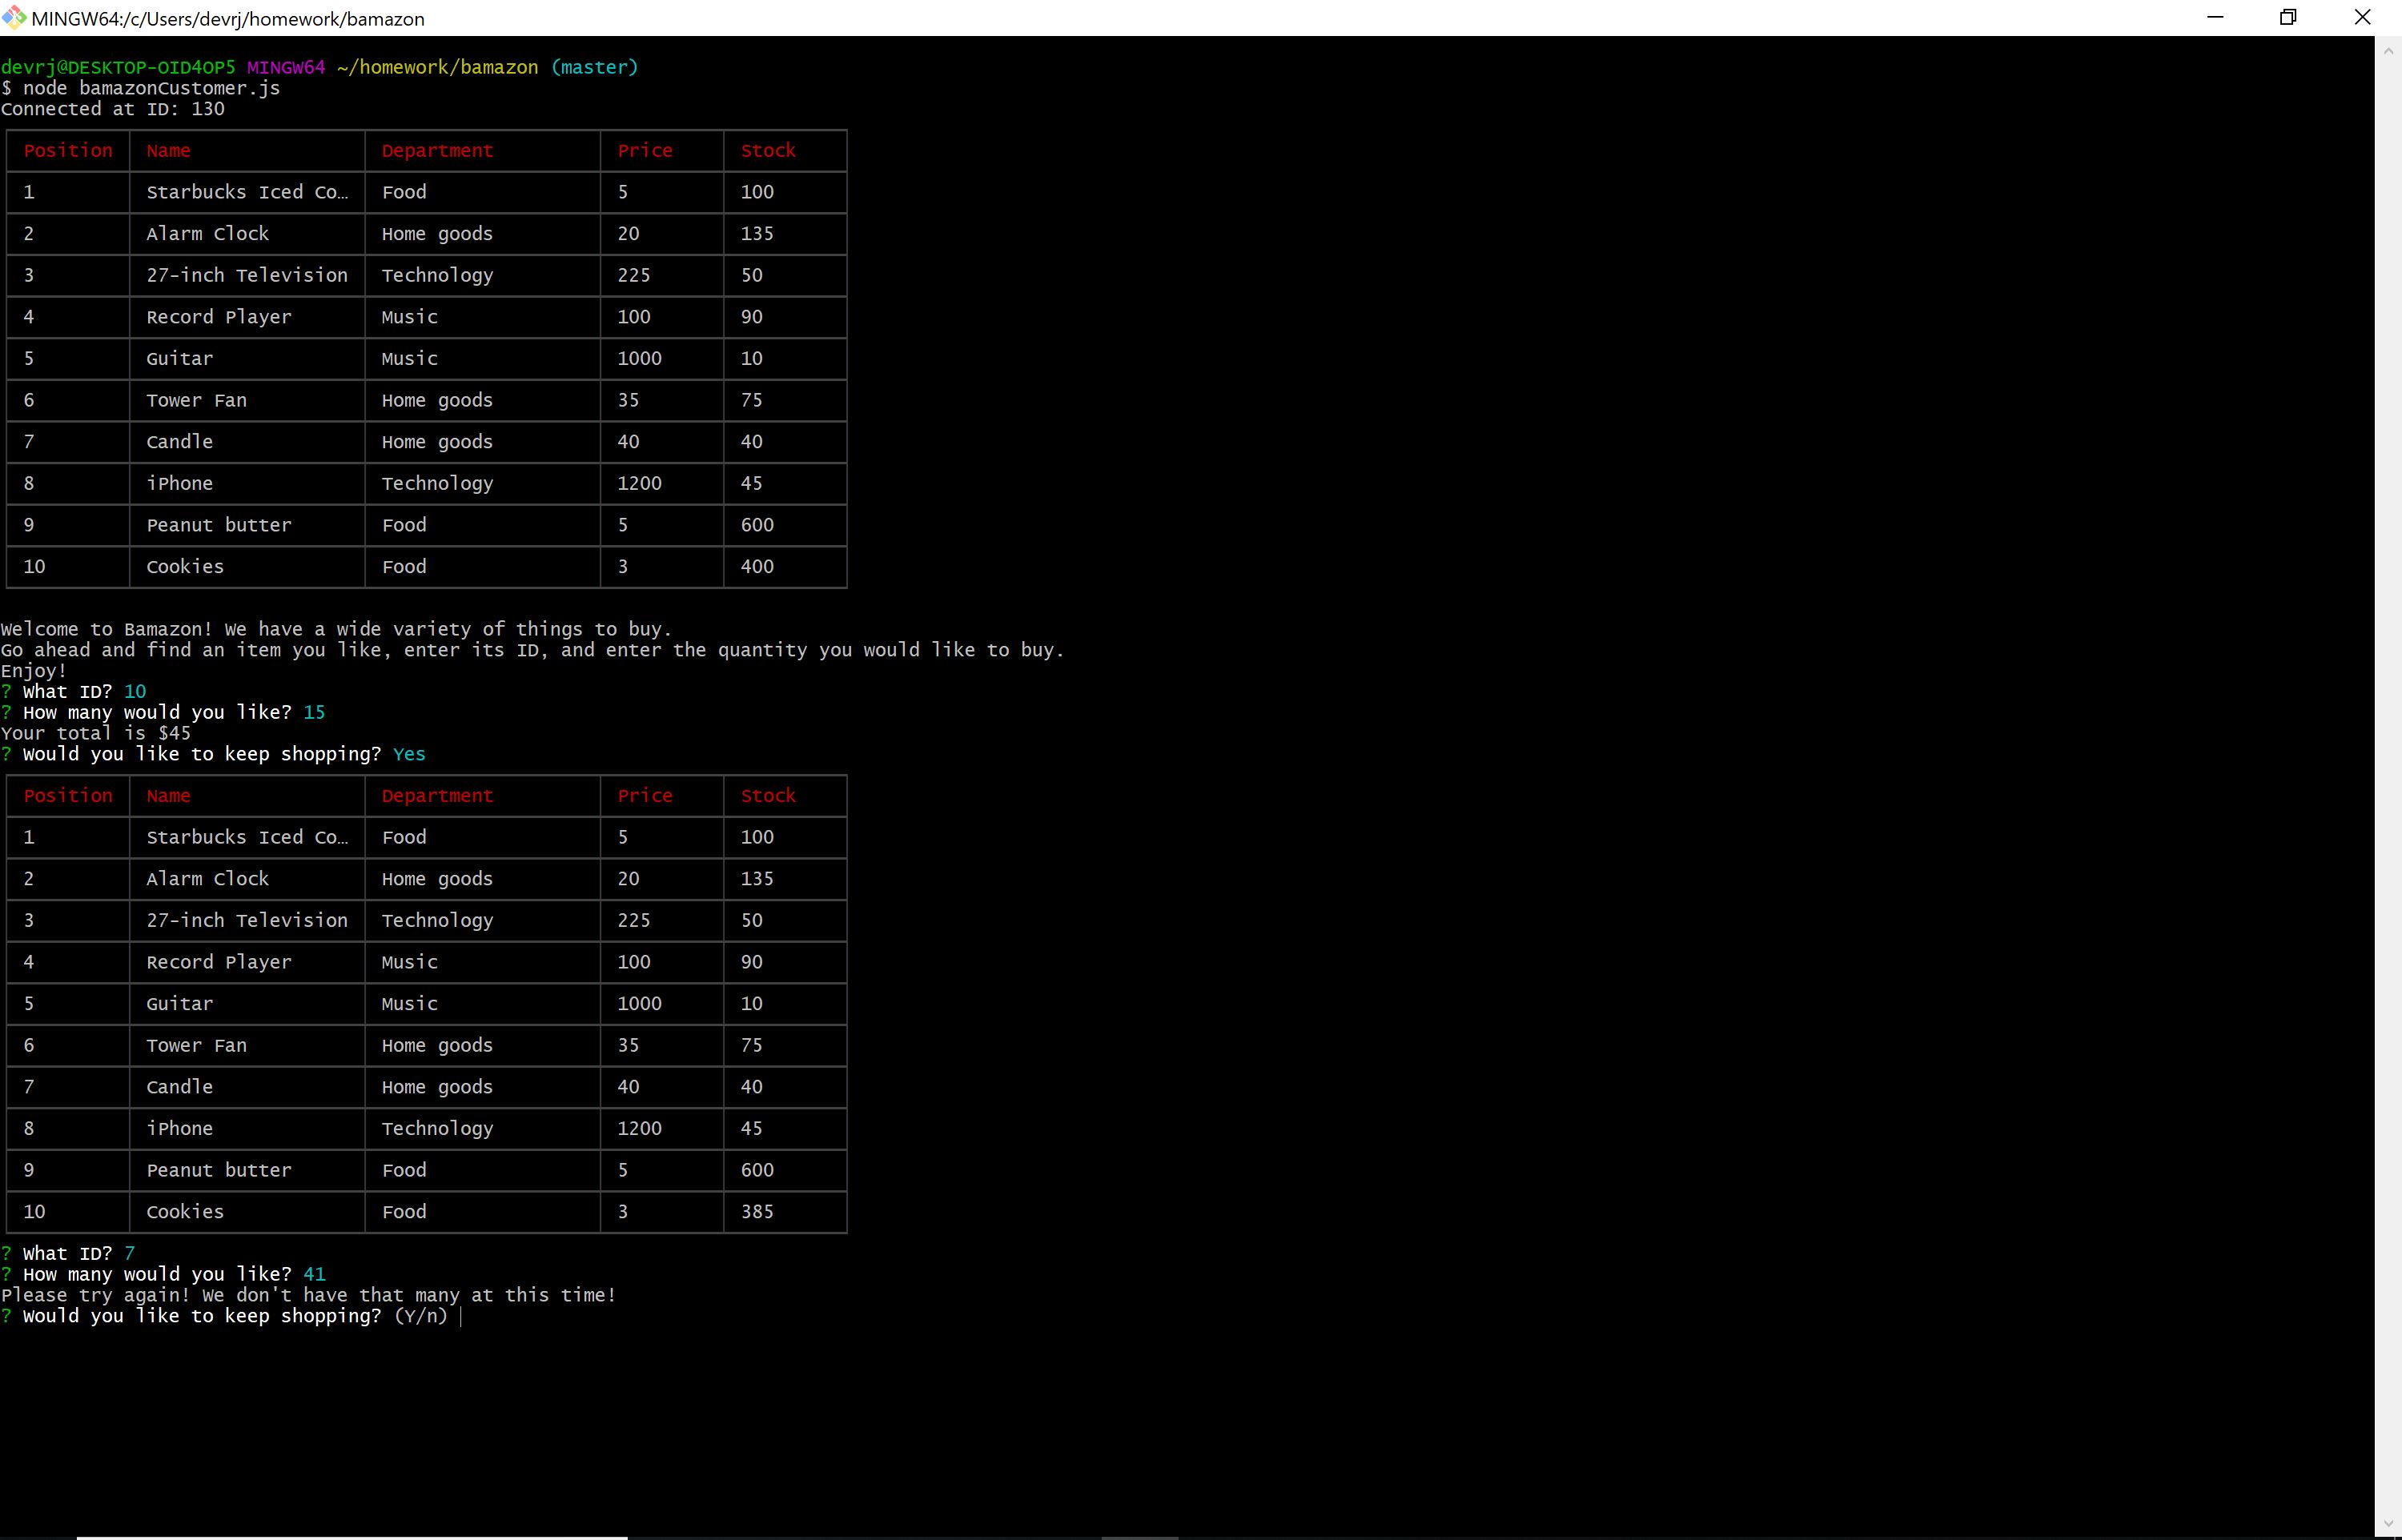 MINGW64:/c/Users/devrj/homework/bamazon
devrj@DESKTOP-OID4OP5 MINGW64 ~/homework/bamazon (master)
$ node bamazonCustomer.js
Connected at ID: 130
Position Name Department Price Stock
1 Starbucks Iced Co… Food 5 100
2 Alarm Clock Home goods 20 135
3 27-inch Television Technology 225 50
4 Record Player Music 100 90
5 Guitar Music 1000 10
6 Tower Fan Home goods 35 75
7 Candle Home goods 40 40
8 iPhone Technology 1200 45
9 Peanut butter Food 5 600
10 Cookies Food 3 400
Welcome to Bamazon! We have a wide variety of things to buy.
Go ahead and find an item you like, enter its ID, and enter the quantity you would like to buy.
Enjoy!
? What ID? 10
? How many would you like? 15
Your total is $45
? Would you like to keep shopping? Yes
Position Name Department Price Stock
1 Starbucks Iced Co… Food 5 100
2 Alarm Clock Home goods 20 135
3 27-inch Television Technology 225 50
4 Record Player Music 100 90
5 Guitar Music 1000 10
6 Tower Fan Home goods 35 75
7 Candle Home goods 40 40
8 iPhone Technology 1200 45
9 Peanut butter Food 5 600
10 Cookies Food 3 385
? What ID? 7
? How many would you like? 41
Please try again! We don't have that many at this time!
? Would you like to keep shopping? (Y/n)